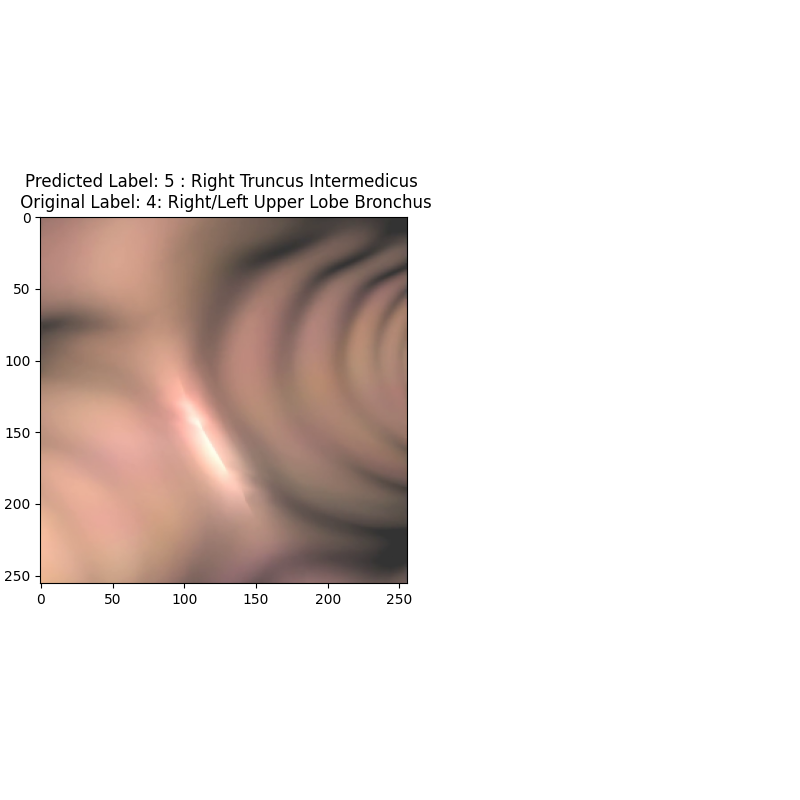 Predicted Label: 5 : Right Truncus Intermedicus
Original Label: 4: Right/Left Upper Lobe Bronchus
0
50
100
150
200
250
0 50 100 150 200 250